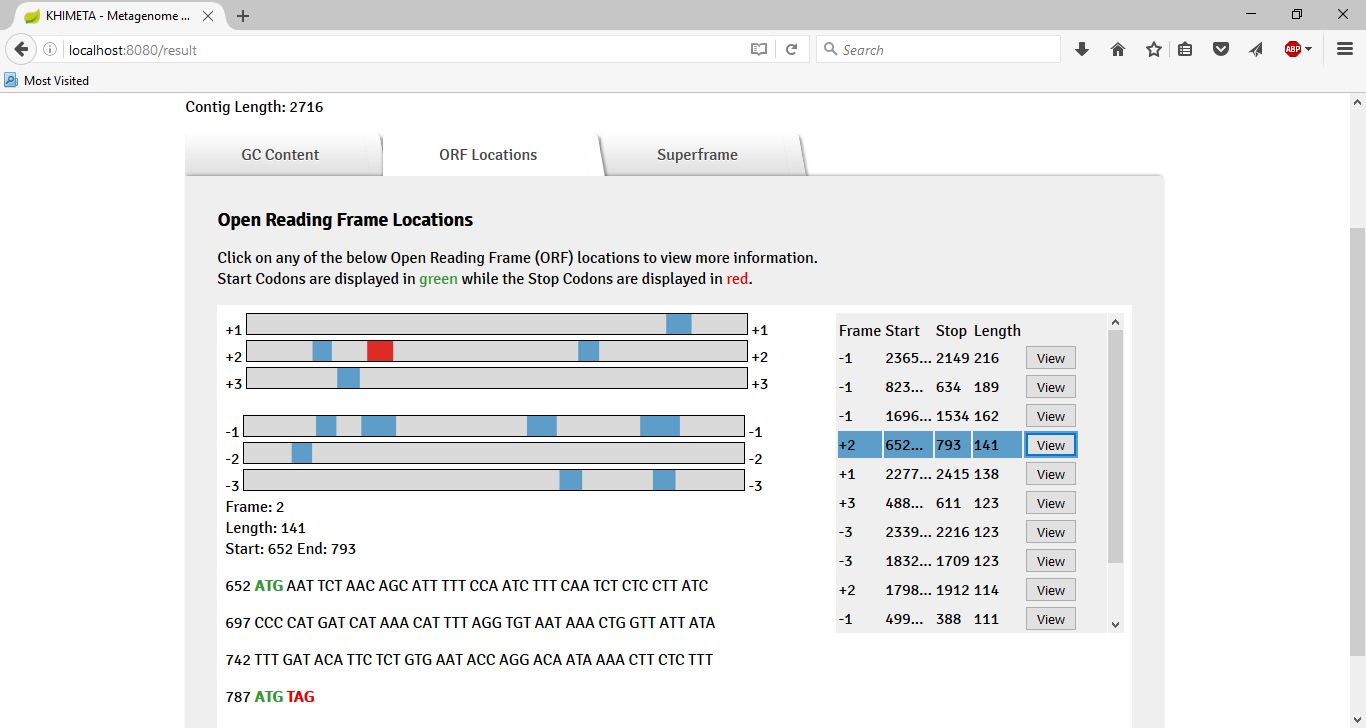 KHIMETA - Metagenome ...
localhost:8080/result
Search
ABP
Most Visited
Contig Length: 2716
GC Content
ORF Locations
Superframe
Open Reading Frame Locations
Click on any of the below Open Reading Frame (ORF) locations to view more information.
Start Codons are displayed in green while the Stop Codons are displayed in red.
+1 +1
+2 +2
+3 +3
-1 -1
-2 -2
-3 -3
Frame: 2
Length: 141
Start: 652 End: 793
652 ATG AAT TCT AAC AGC ATT TTT CCA ATC TTT CAA TCT CTC CTT ATC
697 CCC CAT GAT CAT AAA CAT TTT AGG TGT AAT AAA CTG GTT ATT ATA
742 TTT GAT ACA TTC TCT GTG AAT ACC AGG ACA ATA AAA CTT CTC TTT
787 ATG TAG
Frame Start Stop Length
-1 2365... 2149 216 View
-1 823... 634 189 View
-1 1696... 1534 162 View
+2 652... 793 141 View
+1 2277... 2415 138 View
+3 488... 611 123 View
-3 2339... 2216 123 View
-3 1832... 1709 123 View
+2 1798... 1912 114 View
-1 499... 388 111 View